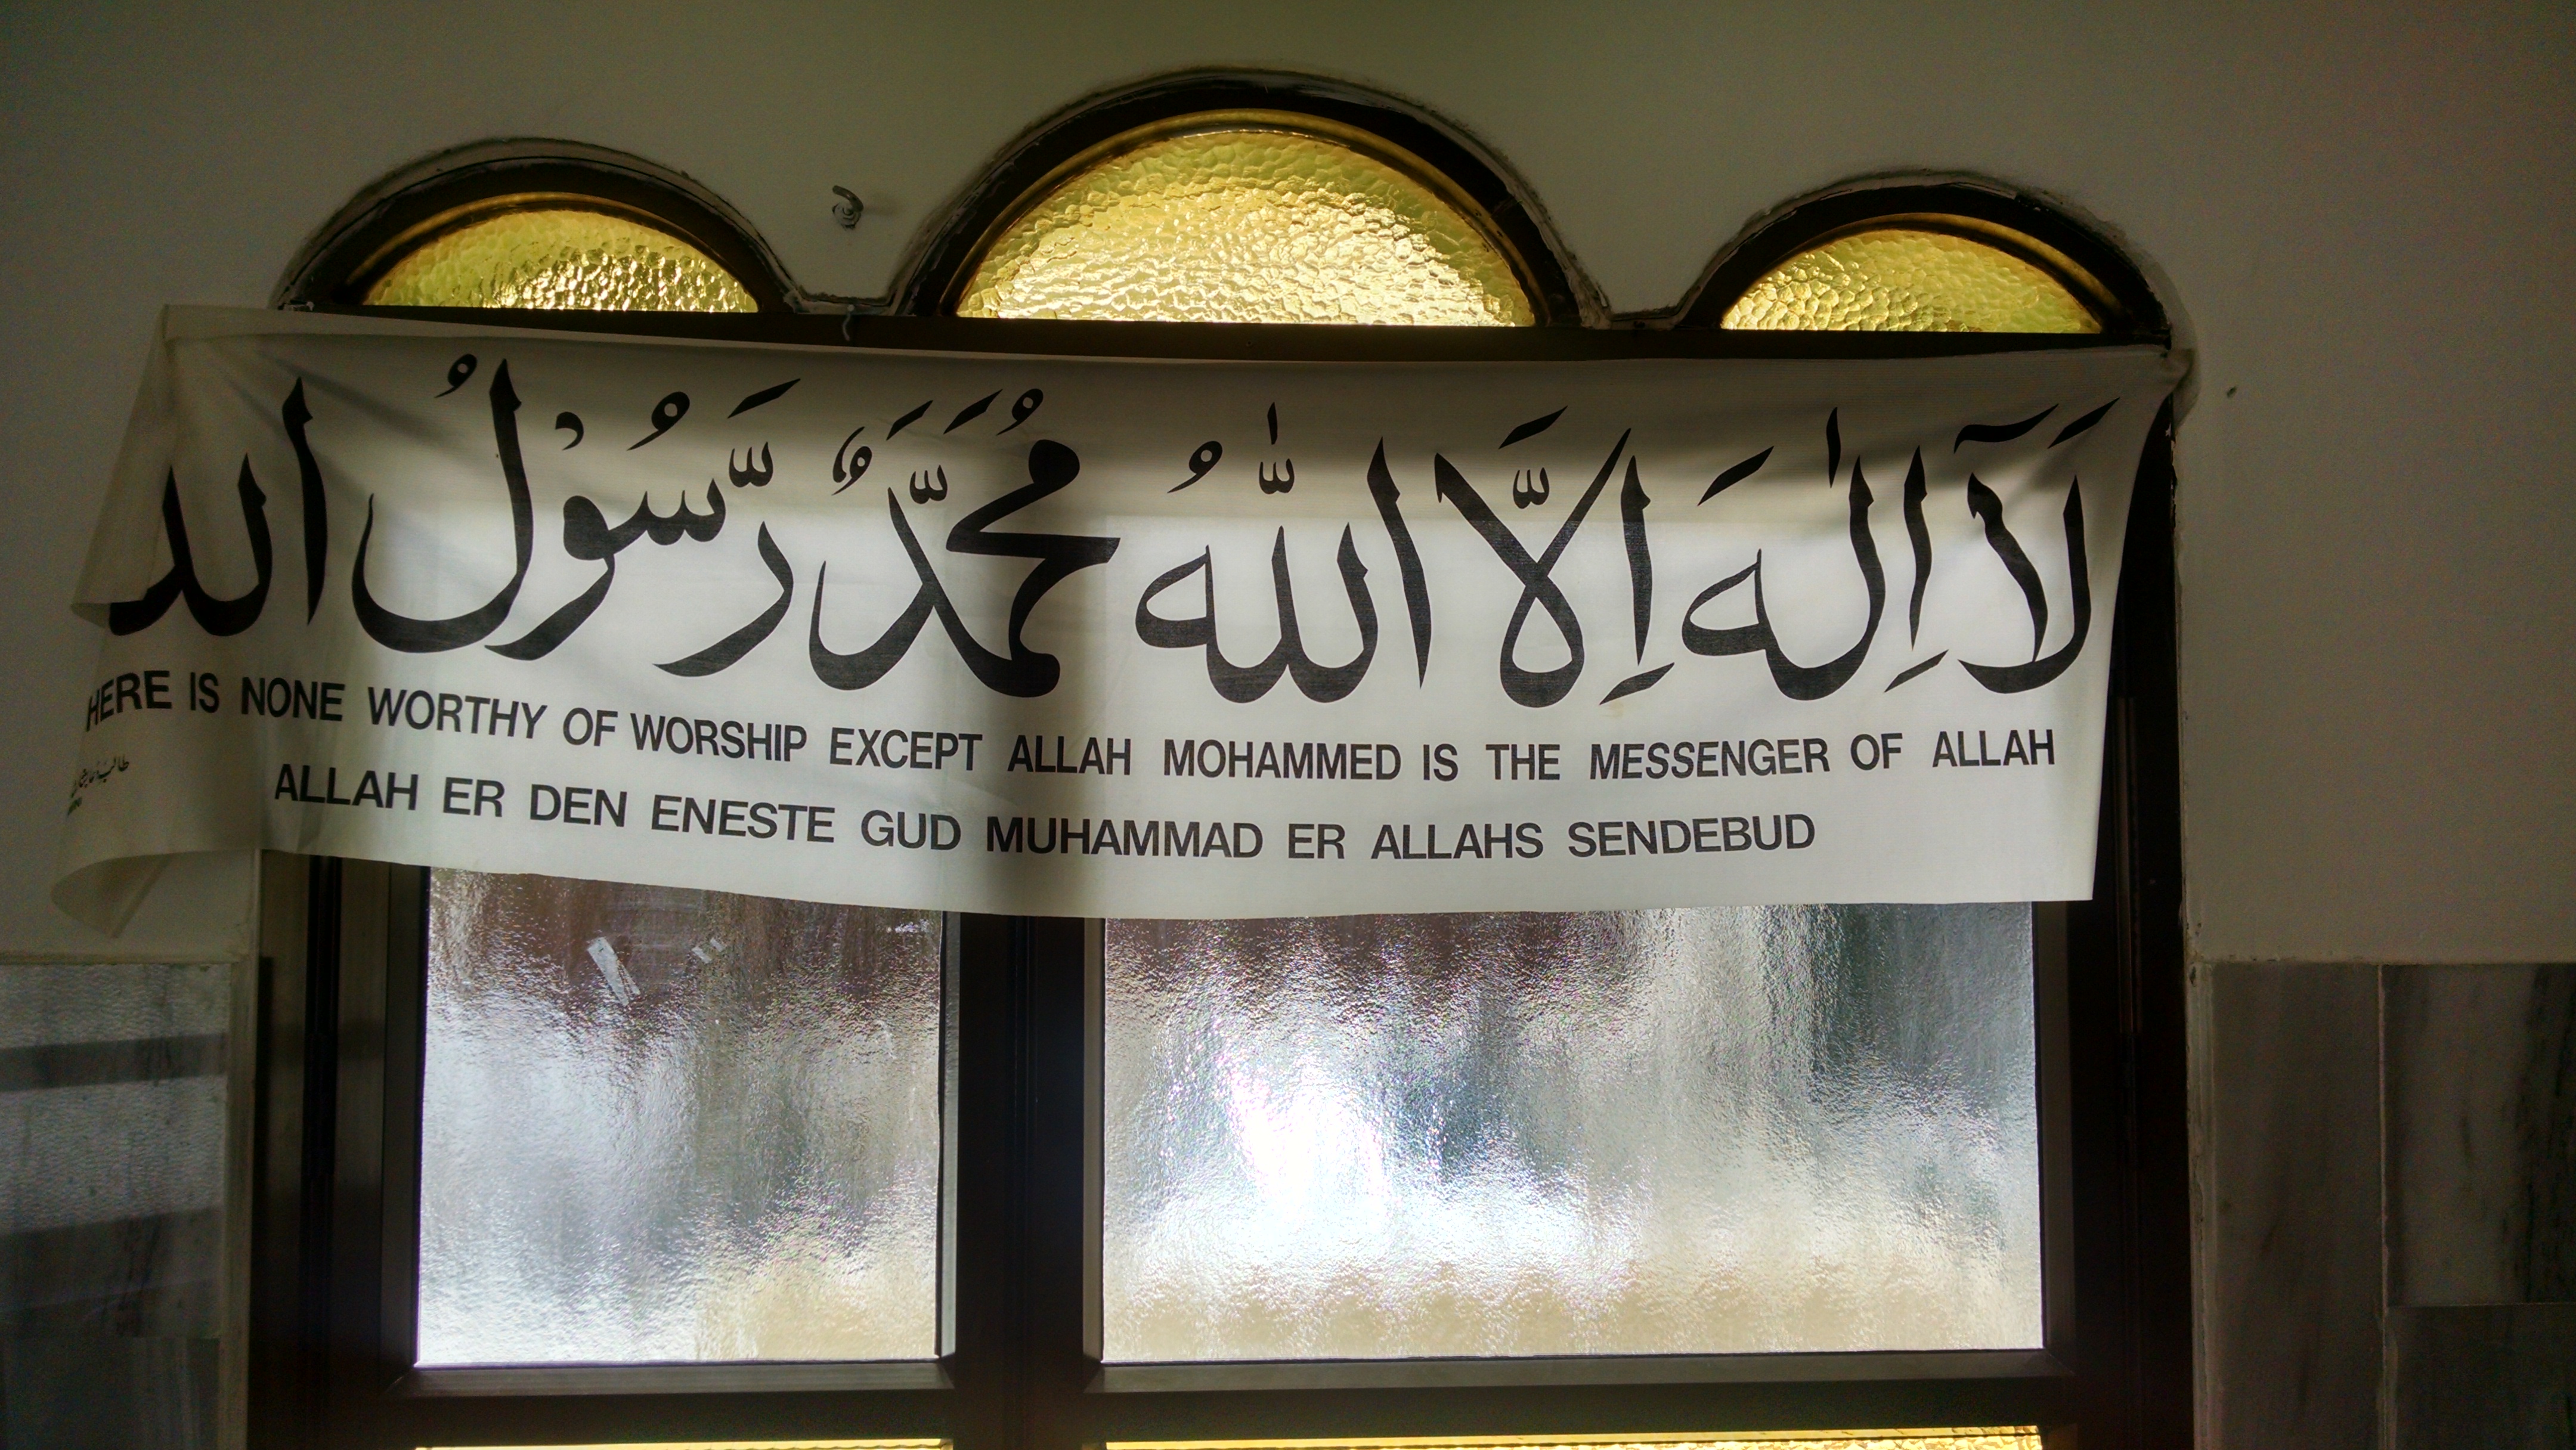 لَآ اِلٰهَ اِلَّا اللّٰهُ مُحَمَّدٌ رَّسُوْلُ
HERE IS NONE WORTHY OF WORSHIP EXCEPT ALLAH MOHAMMED IS THE MESSENGER OF ALLAH
ALLAH ER DEN ENESTE GUD MUHAMMAD ER ALLAHS SENDEBUD